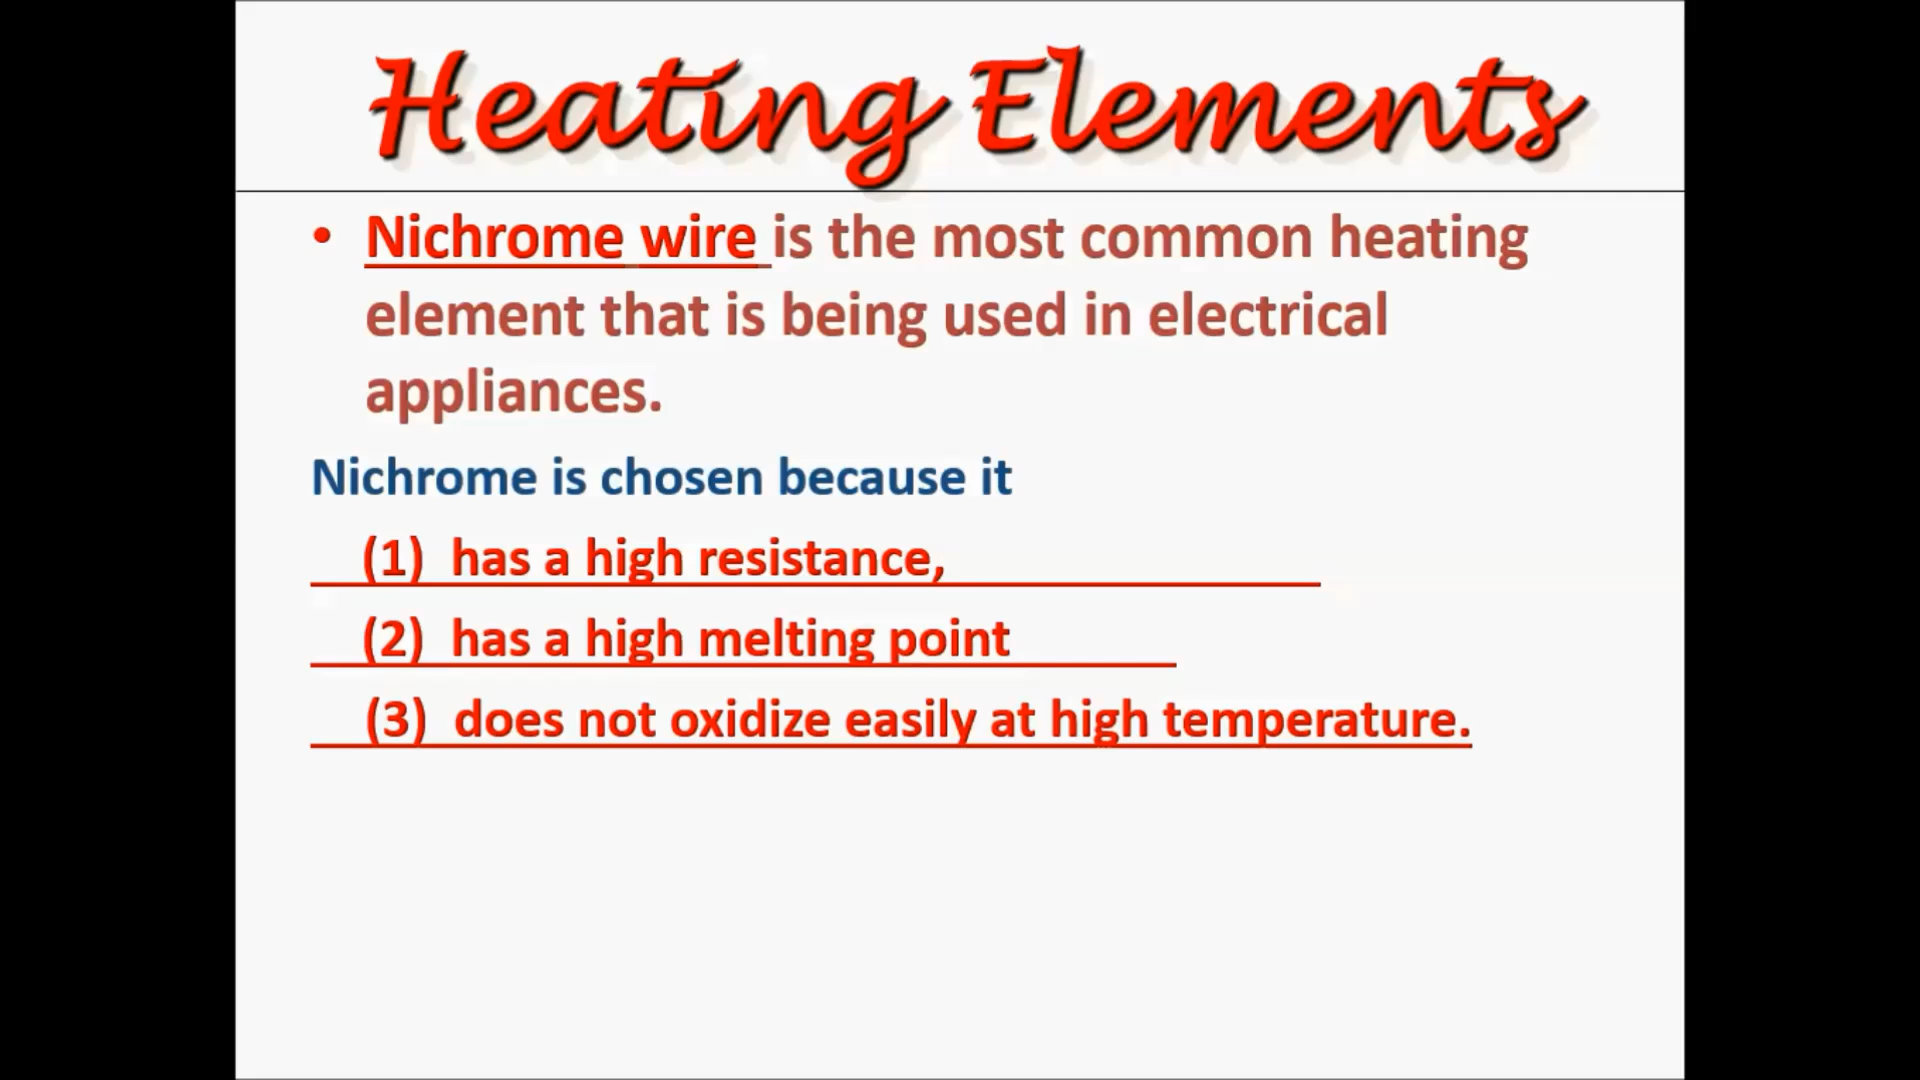 Heating Elements
• Nichrome wire is the most common heating
element that is being used in electrical
appliances.
Nichrome is chosen because it
(1) has a high resistance,
(2) has a high melting point
(3) does not oxidize easily at high temperature.